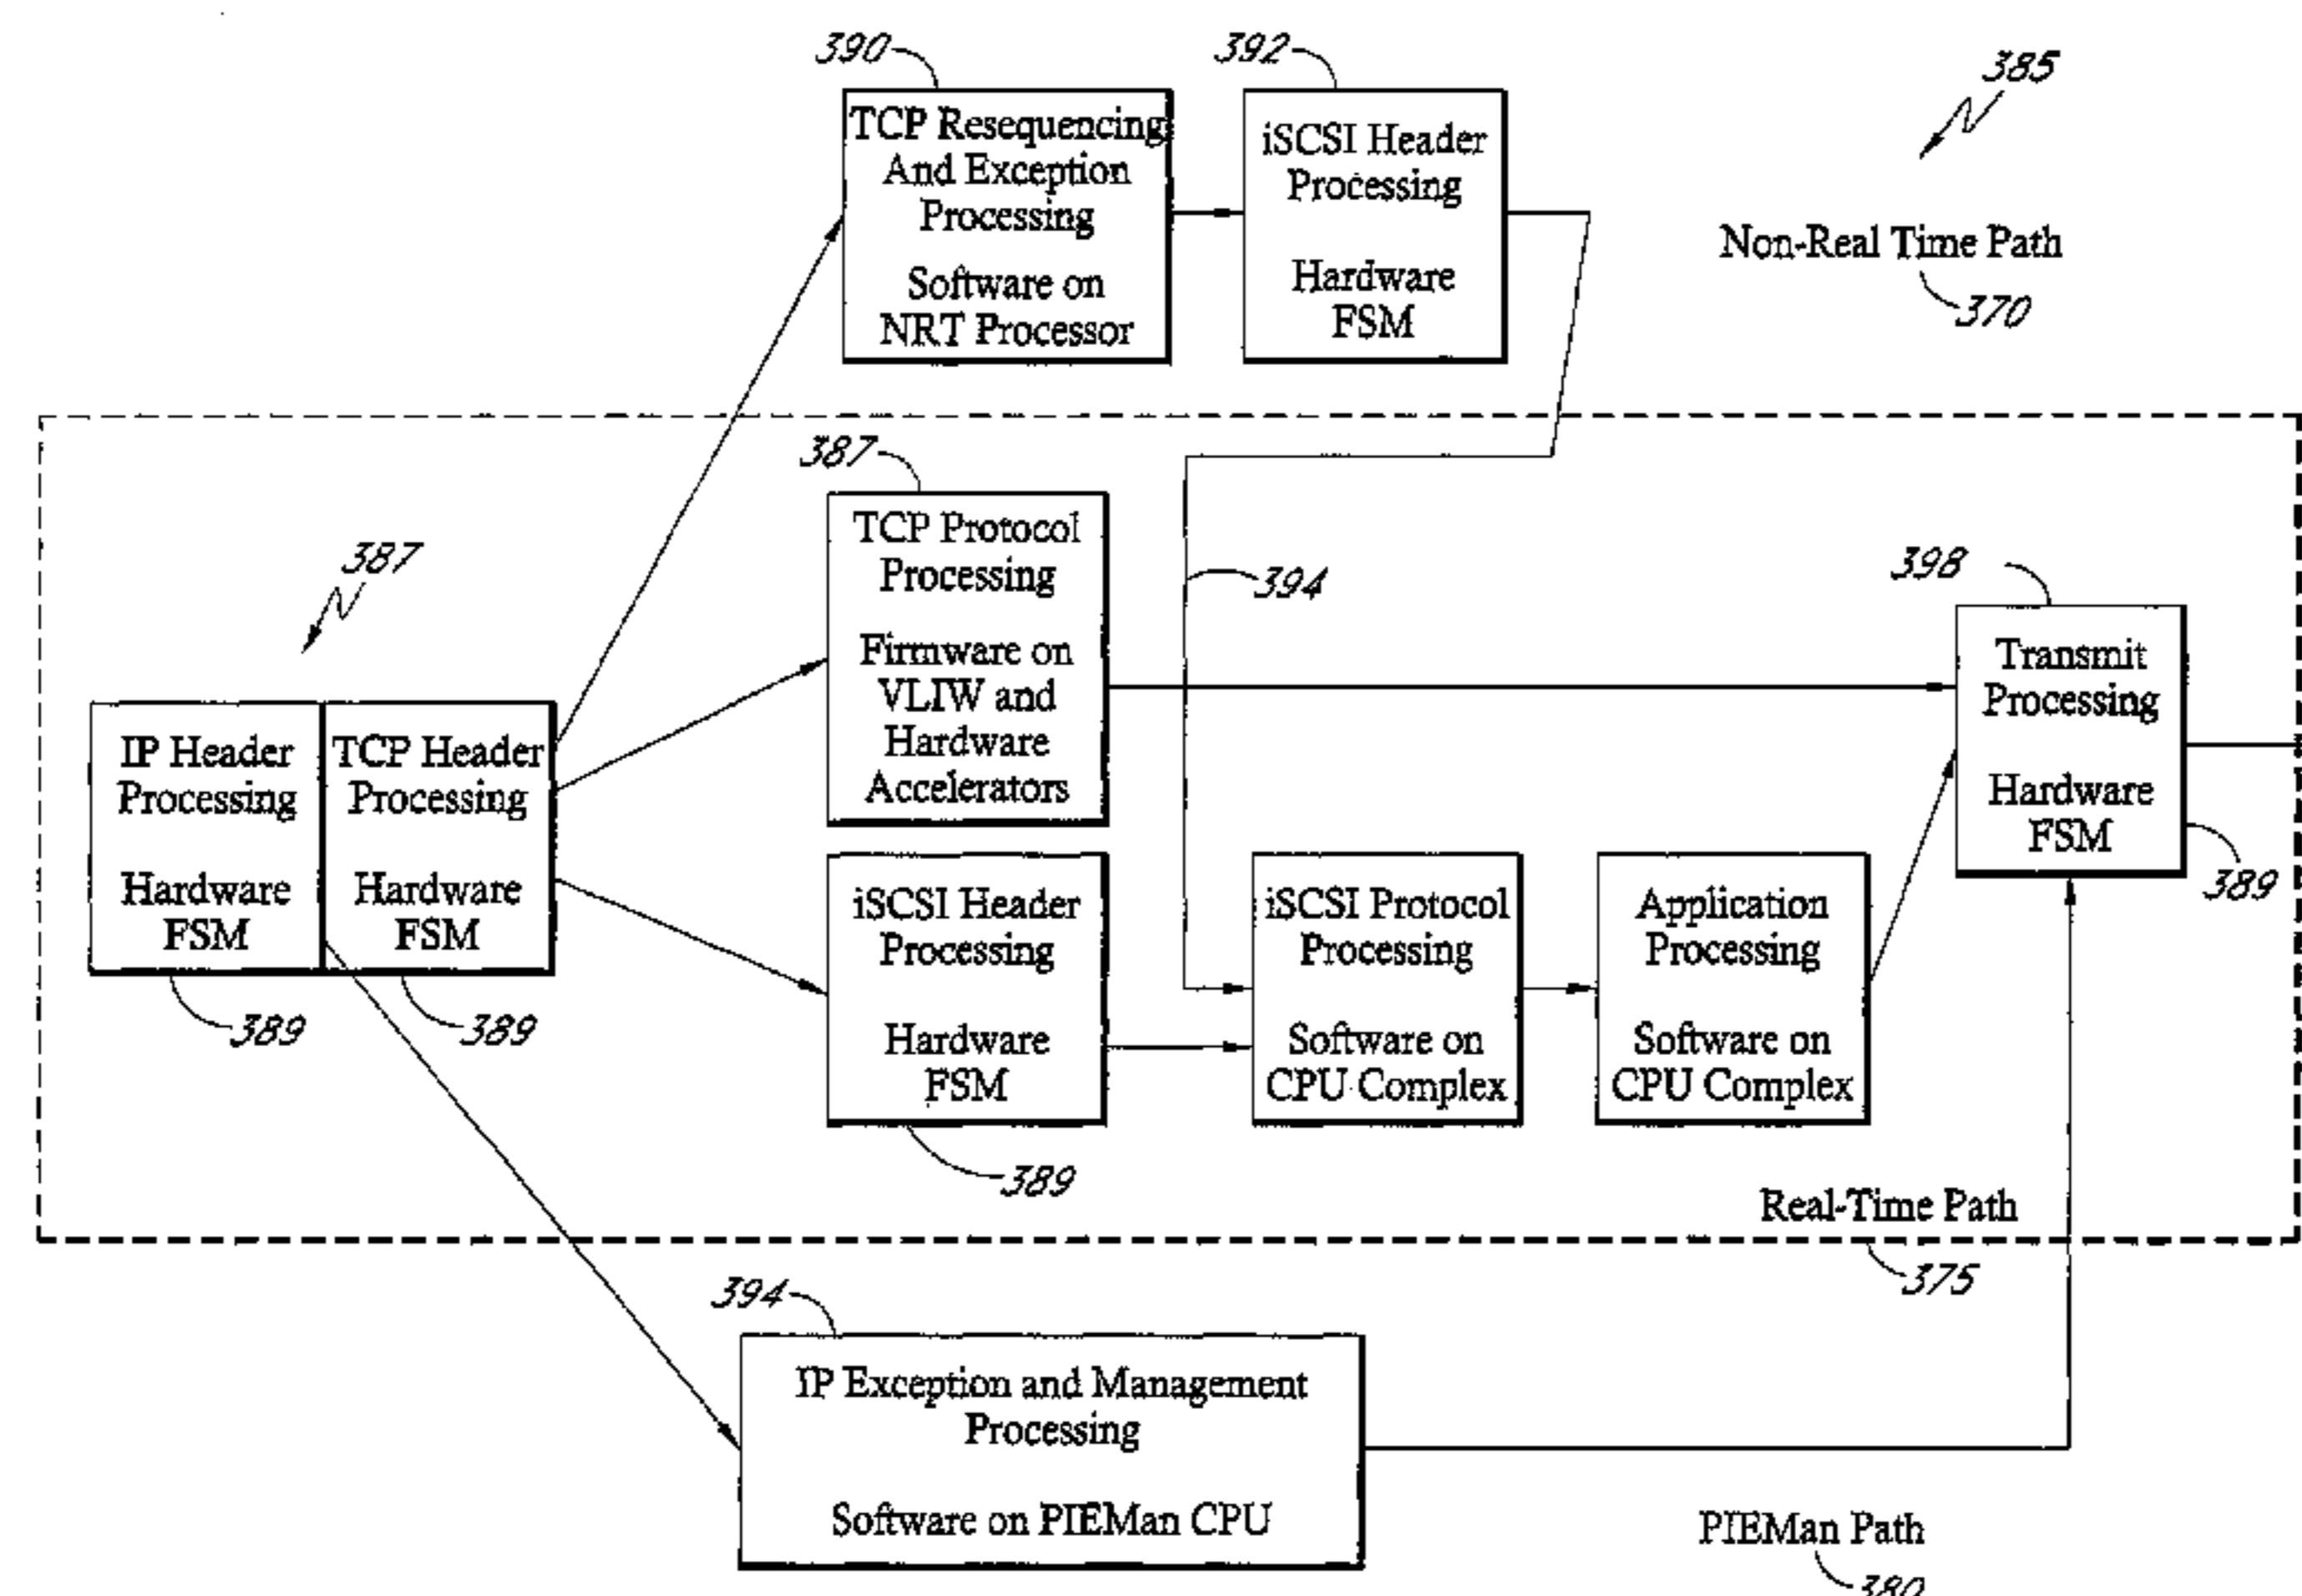 390
392
385
TCP Resequencing
And Exception
Processing
Software on
NRT Processor
iSCSI Header
Processing
Hardware
FSM
Non-Real Time Path
370
387
TCP Protocol
Processing
Firmware on
VLIW and
Hardware
Accelerators
394
398
Transmit
Processing
Hardware
FSM
389
387
IP Header
Processing
Hardware
FSM
389
TCP Header
Processing
Hardware
FSM
389
iSCSI Header
Processing
Hardware
FSM
389
iSCSI Protocol
Processing
Software on
CPU Complex
Application
Processing
Software on
CPU Complex
Real-Time Path
375
394
IP Exception and Management
Processing
Software on PIEMan CPU
PIEMan Path
380